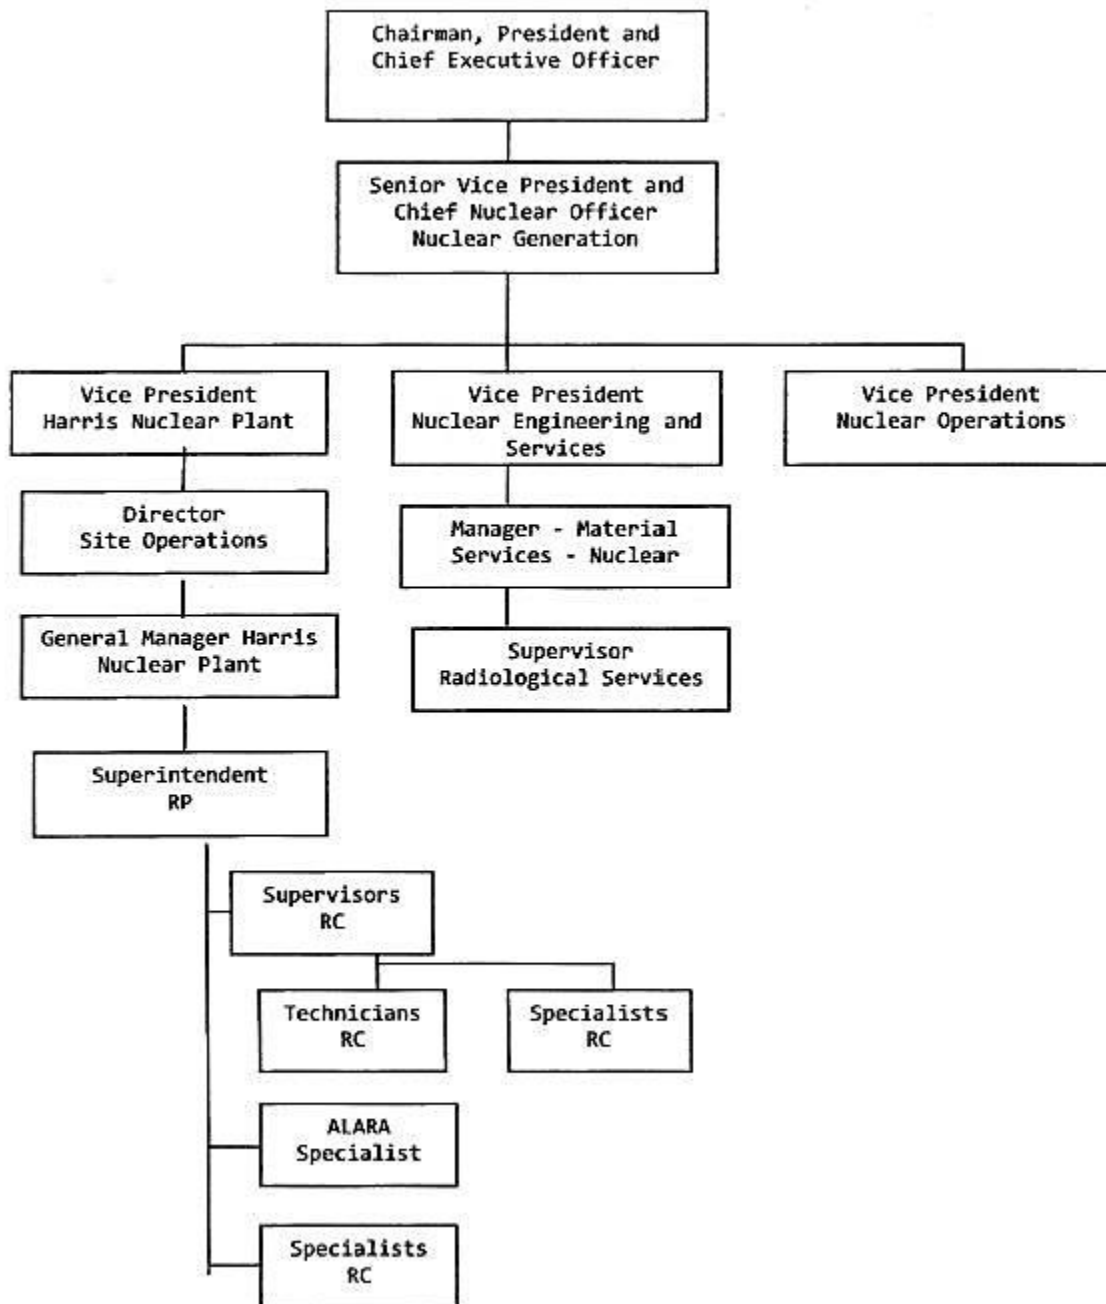 Chairman, President and
Chief Executive Officer
Senior Vice President and
Chief Nuclear Officer
Nuclear Generation
Vice President
Harris Nuclear Plant
Vice President
Nuclear Engineering and
Services
Vice President
Nuclear Operations
Director
Site Operations
Manager - Material
Services - Nuclear
General Manager Harris
Nuclear Plant
Supervisor
Radiological Services
Superintendent
RP
Supervisors
RC
Technicians
RC
Specialists
RC
ALARA
Specialist
Specialists
RC